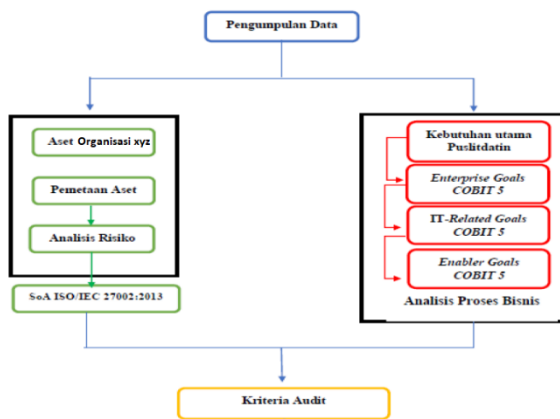 Pengumpulan Data
Aset Organisasi xyz
Pemetaan Aset
Analisis Risiko
SoA ISO/IEC 27002:2013
Kebutuhan utama
Puslitdatin
Enterprise Goals
COBIT 5
IT-Related Goals
COBIT 5
Enabler Goals
COBIT 5
Analisis Proses Bisnis
Kriteria Audit